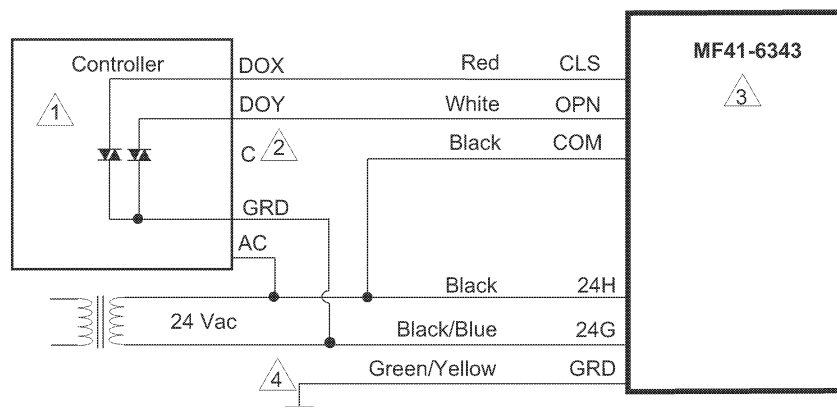 Controller
1
DOX
Red
CLS
MF41-6343
3
DOY
White
OPN
C
2
Black
COM
GRD
AC
Black
24H
24 Vac
Black/Blue
24G
4
Green/Yellow
GRD